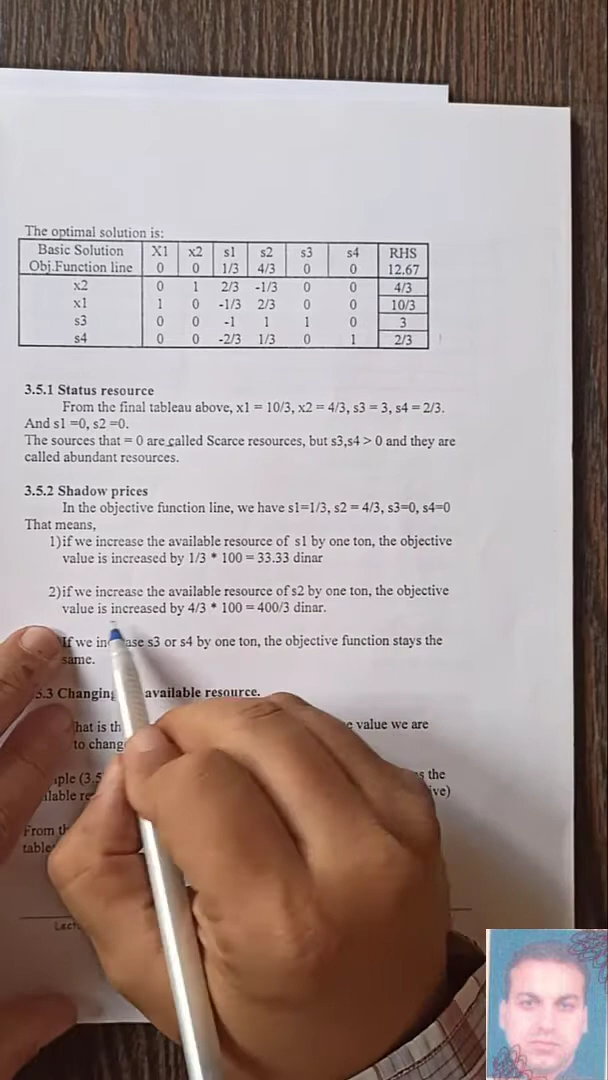 The optimal solution is:
Basic Solution X1 x2 s1 s2 s3 s4 RHS
Obj.Function line 0 0 1/3 4/3 0 0 12.67
x2 0 1 2/3 -1/3 0 0 4/3
x1 1 0 -1/3 2/3 0 0 10/3
s3 0 0 -1 1 1 0 3
s4 0 0 -2/3 1/3 0 1 2/3
3.5.1 Status resource
From the final tableau above, x1 = 10/3, x2 = 4/3, s3 = 3, s4 = 2/3.
And s1 =0, s2 =0.
The sources that = 0 are called Scarce resources, but s3,s4 > 0 and they are
called abundant resources.
3.5.2 Shadow prices
In the objective function line, we have s1=1/3, s2 = 4/3, s3=0, s4=0
That means,
1)if we increase the available resource of s1 by one ton, the objective
value is increased by 1/3 * 100 = 33.33 dinar
2)if we increase the available resource of s2 by one ton, the objective
value is increased by 4/3 * 100 = 400/3 dinar.
If we s3 or s4 by one ton, the objective function stays the
same.
5.3 Changing available resource.
hat is value we are
to
(3.5 the
From